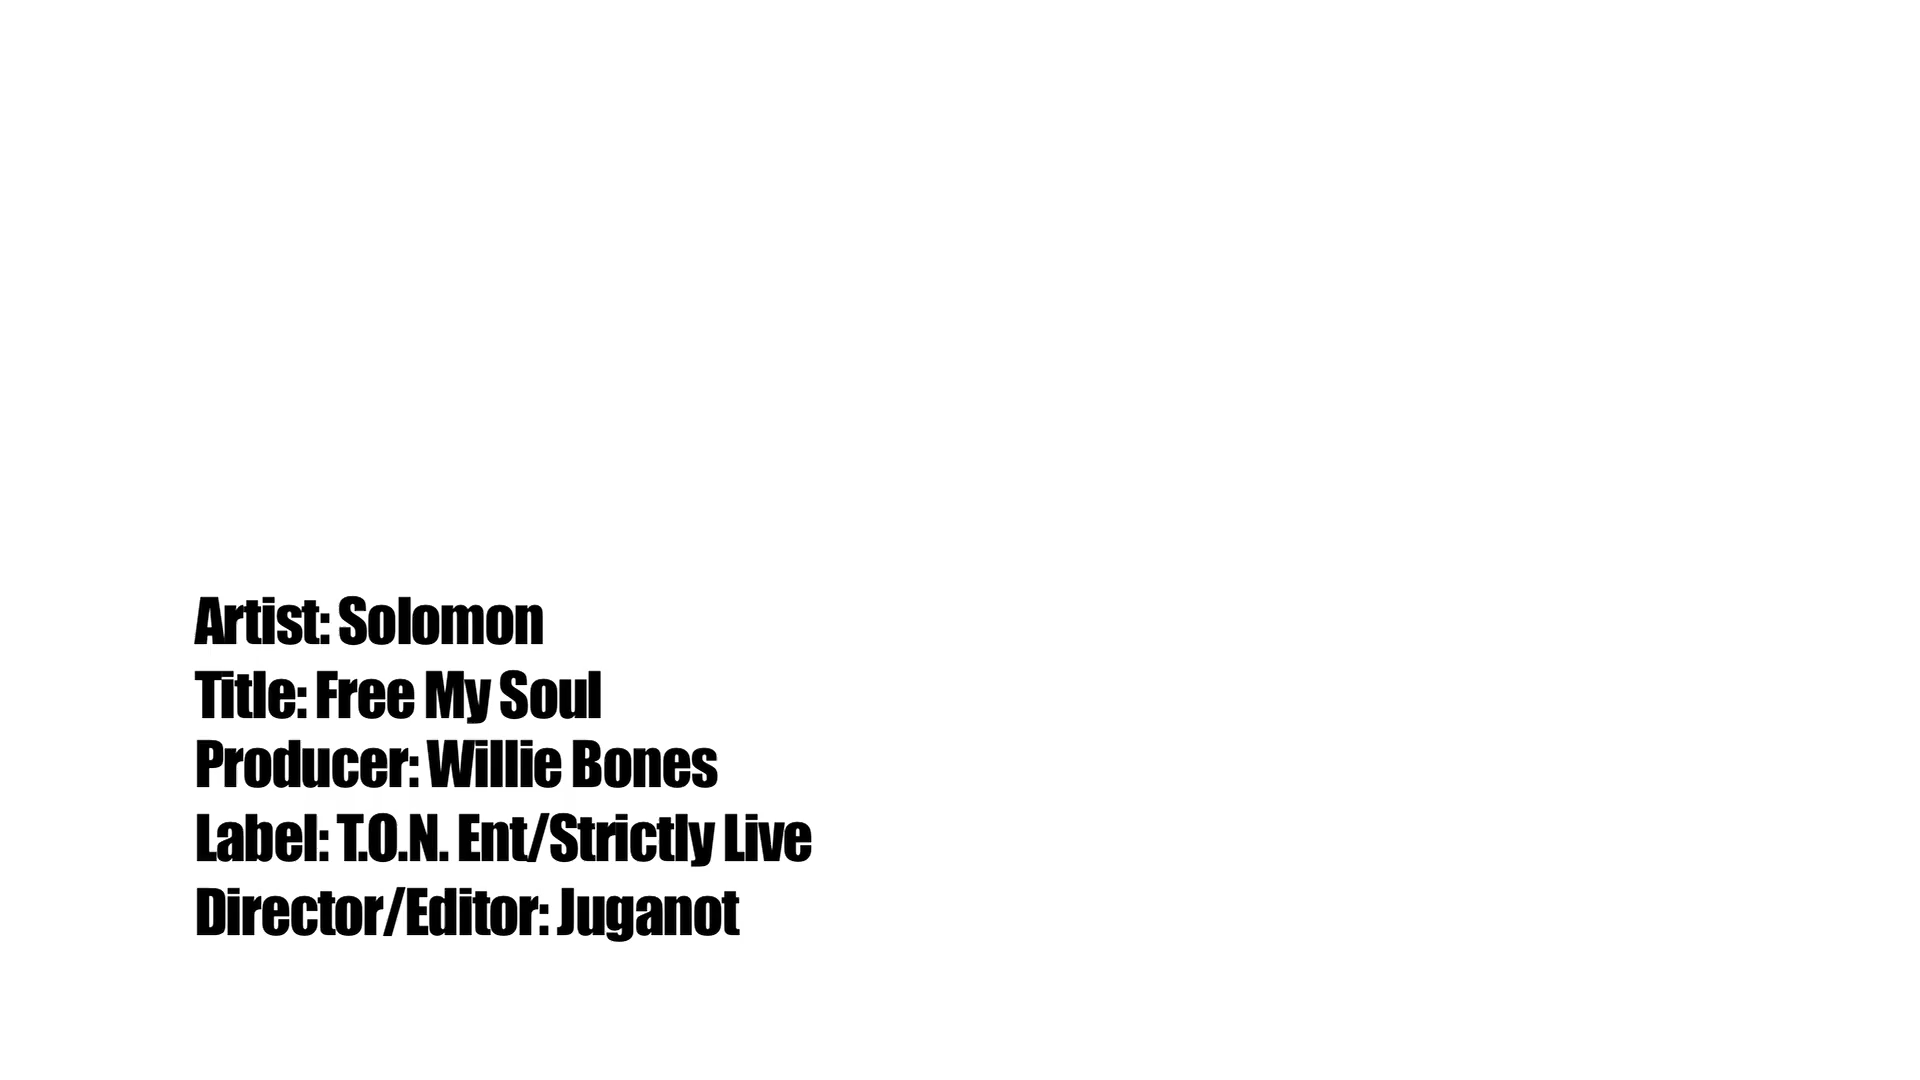 Artist: Solomon
Title: Free My Soul
Producer: Willie Bones
Label: T.O.N. Ent/Strictly Live
Director/Editor: Juganot